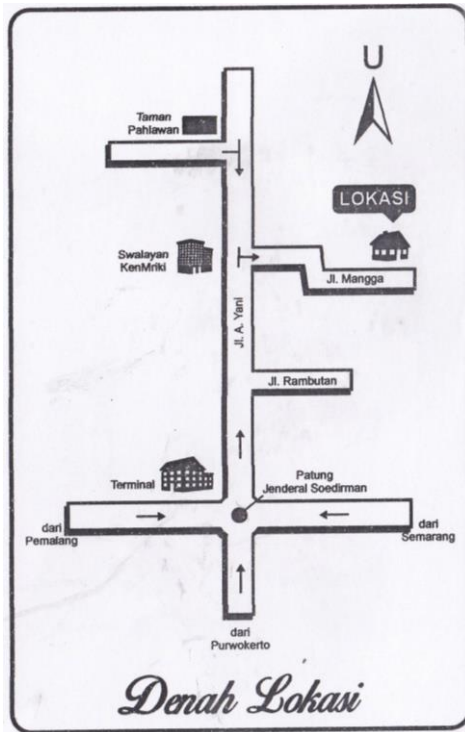 U
Taman
Pahlawan
LOKASI
Swalayan
KenMriki
Jl. Mangga
Jl. A. Yani
Jl. Rambutan
Terminal
Patung
Jenderal Soedirman
dari
Pemalang
dari
Semarang
dari
Purwokerto
Denah Lokasi